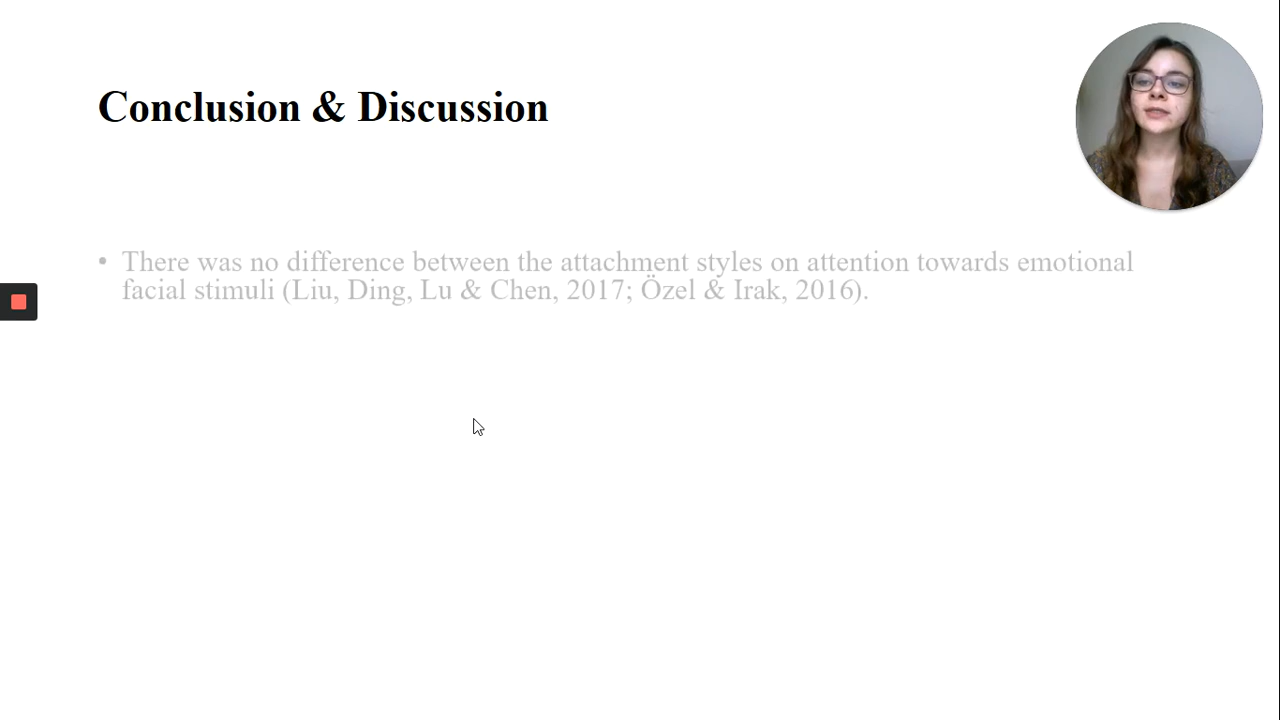 Conclusion & Discussion
• There was no difference between the attachment styles on attention towards emotional
facial stimuli (Liu, Ding, Lu & Chen, 2017; Özel & Irak, 2016).